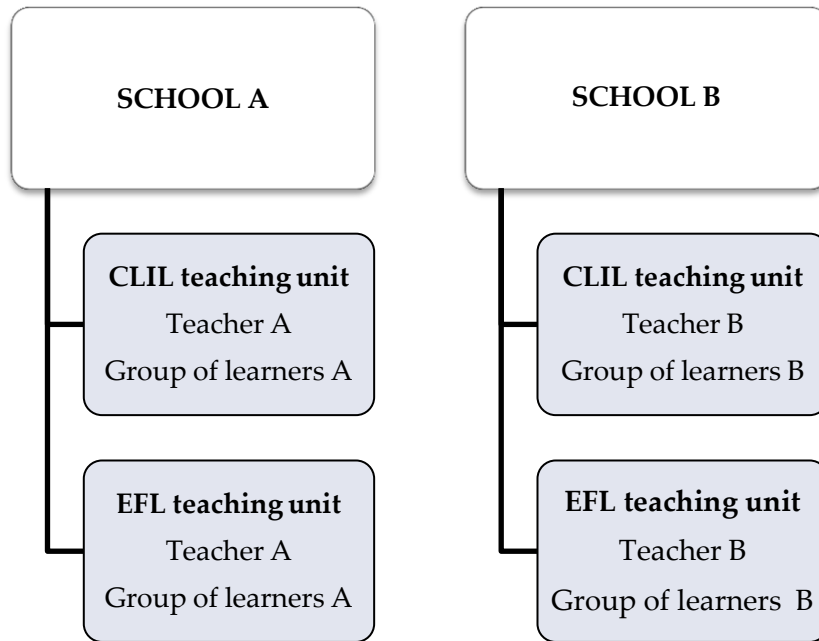 SCHOOL A
CLIL teaching unit
Teacher A
Group of learners A
EFL teaching unit
Teacher A
Group of learners A
SCHOOL B
CLIL teaching unit
Teacher B
Group of learners B
EFL teaching unit
Teacher B
Group of learners B